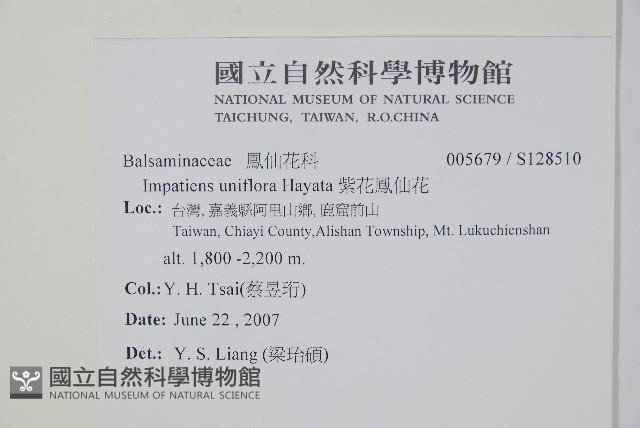 國立自然科學博物館
NATIONAL MUSEUM OF NATURAL SCIENCE
TAICHUNG, TAIWAN, R.O.CHINA
Balsaminaceae 鳳仙花科 005679 / S128510
Impatiens uniflora Hayata 紫花鳳仙花
Loc.: 台灣, 嘉義縣阿里山鄉, 鹿窟前山
Taiwan, Chiayi County,Alishan Township, Mt. Lukuchienshan
alt. 1,800 -2,200 m.
Col.: Y. H. Tsai(蔡昱珩)
Date: June 22 , 2007
Det.: Y. S. Liang (梁珆碩)
國立自然科學博物館
NATIONAL MUSEUM OF NATURAL SCIENCE